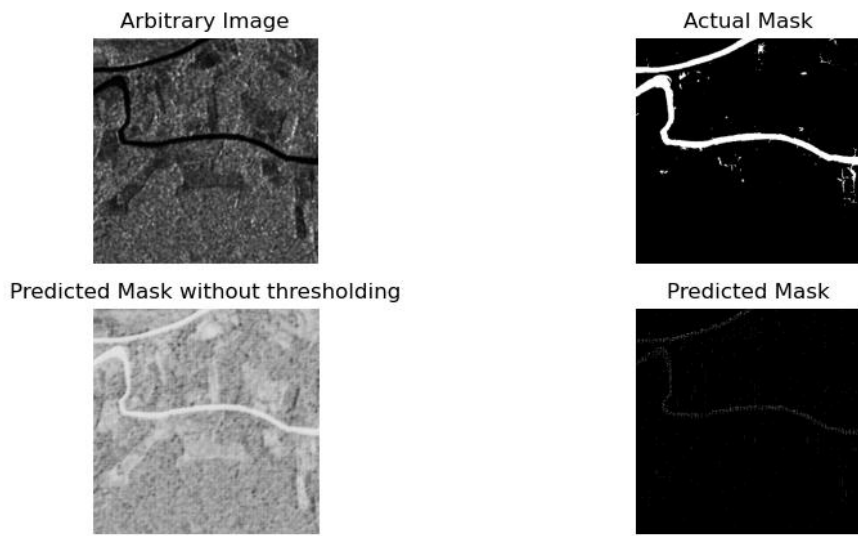 Arbitrary Image
Actual Mask
Predicted Mask without thresholding
Predicted Mask